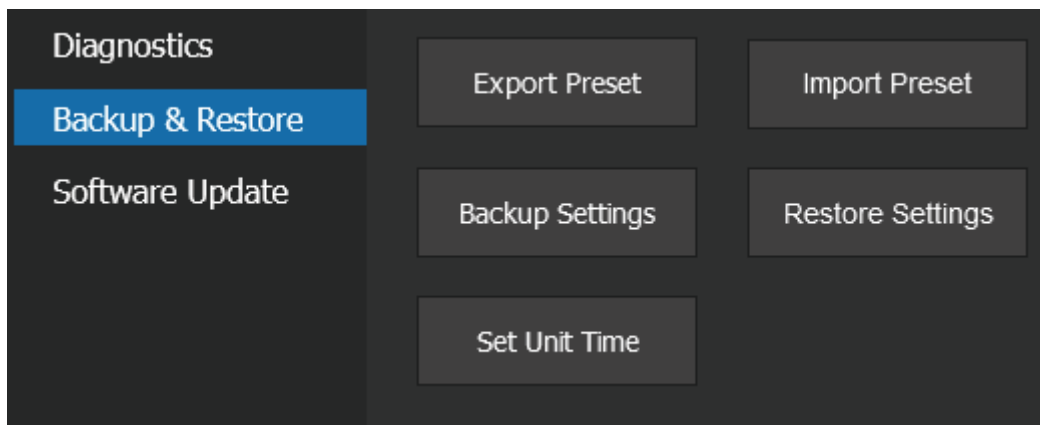 Diagnostics
Backup & Restore
Software Update
Export Preset
Import Preset
Backup Settings
Restore Settings
Set Unit Time